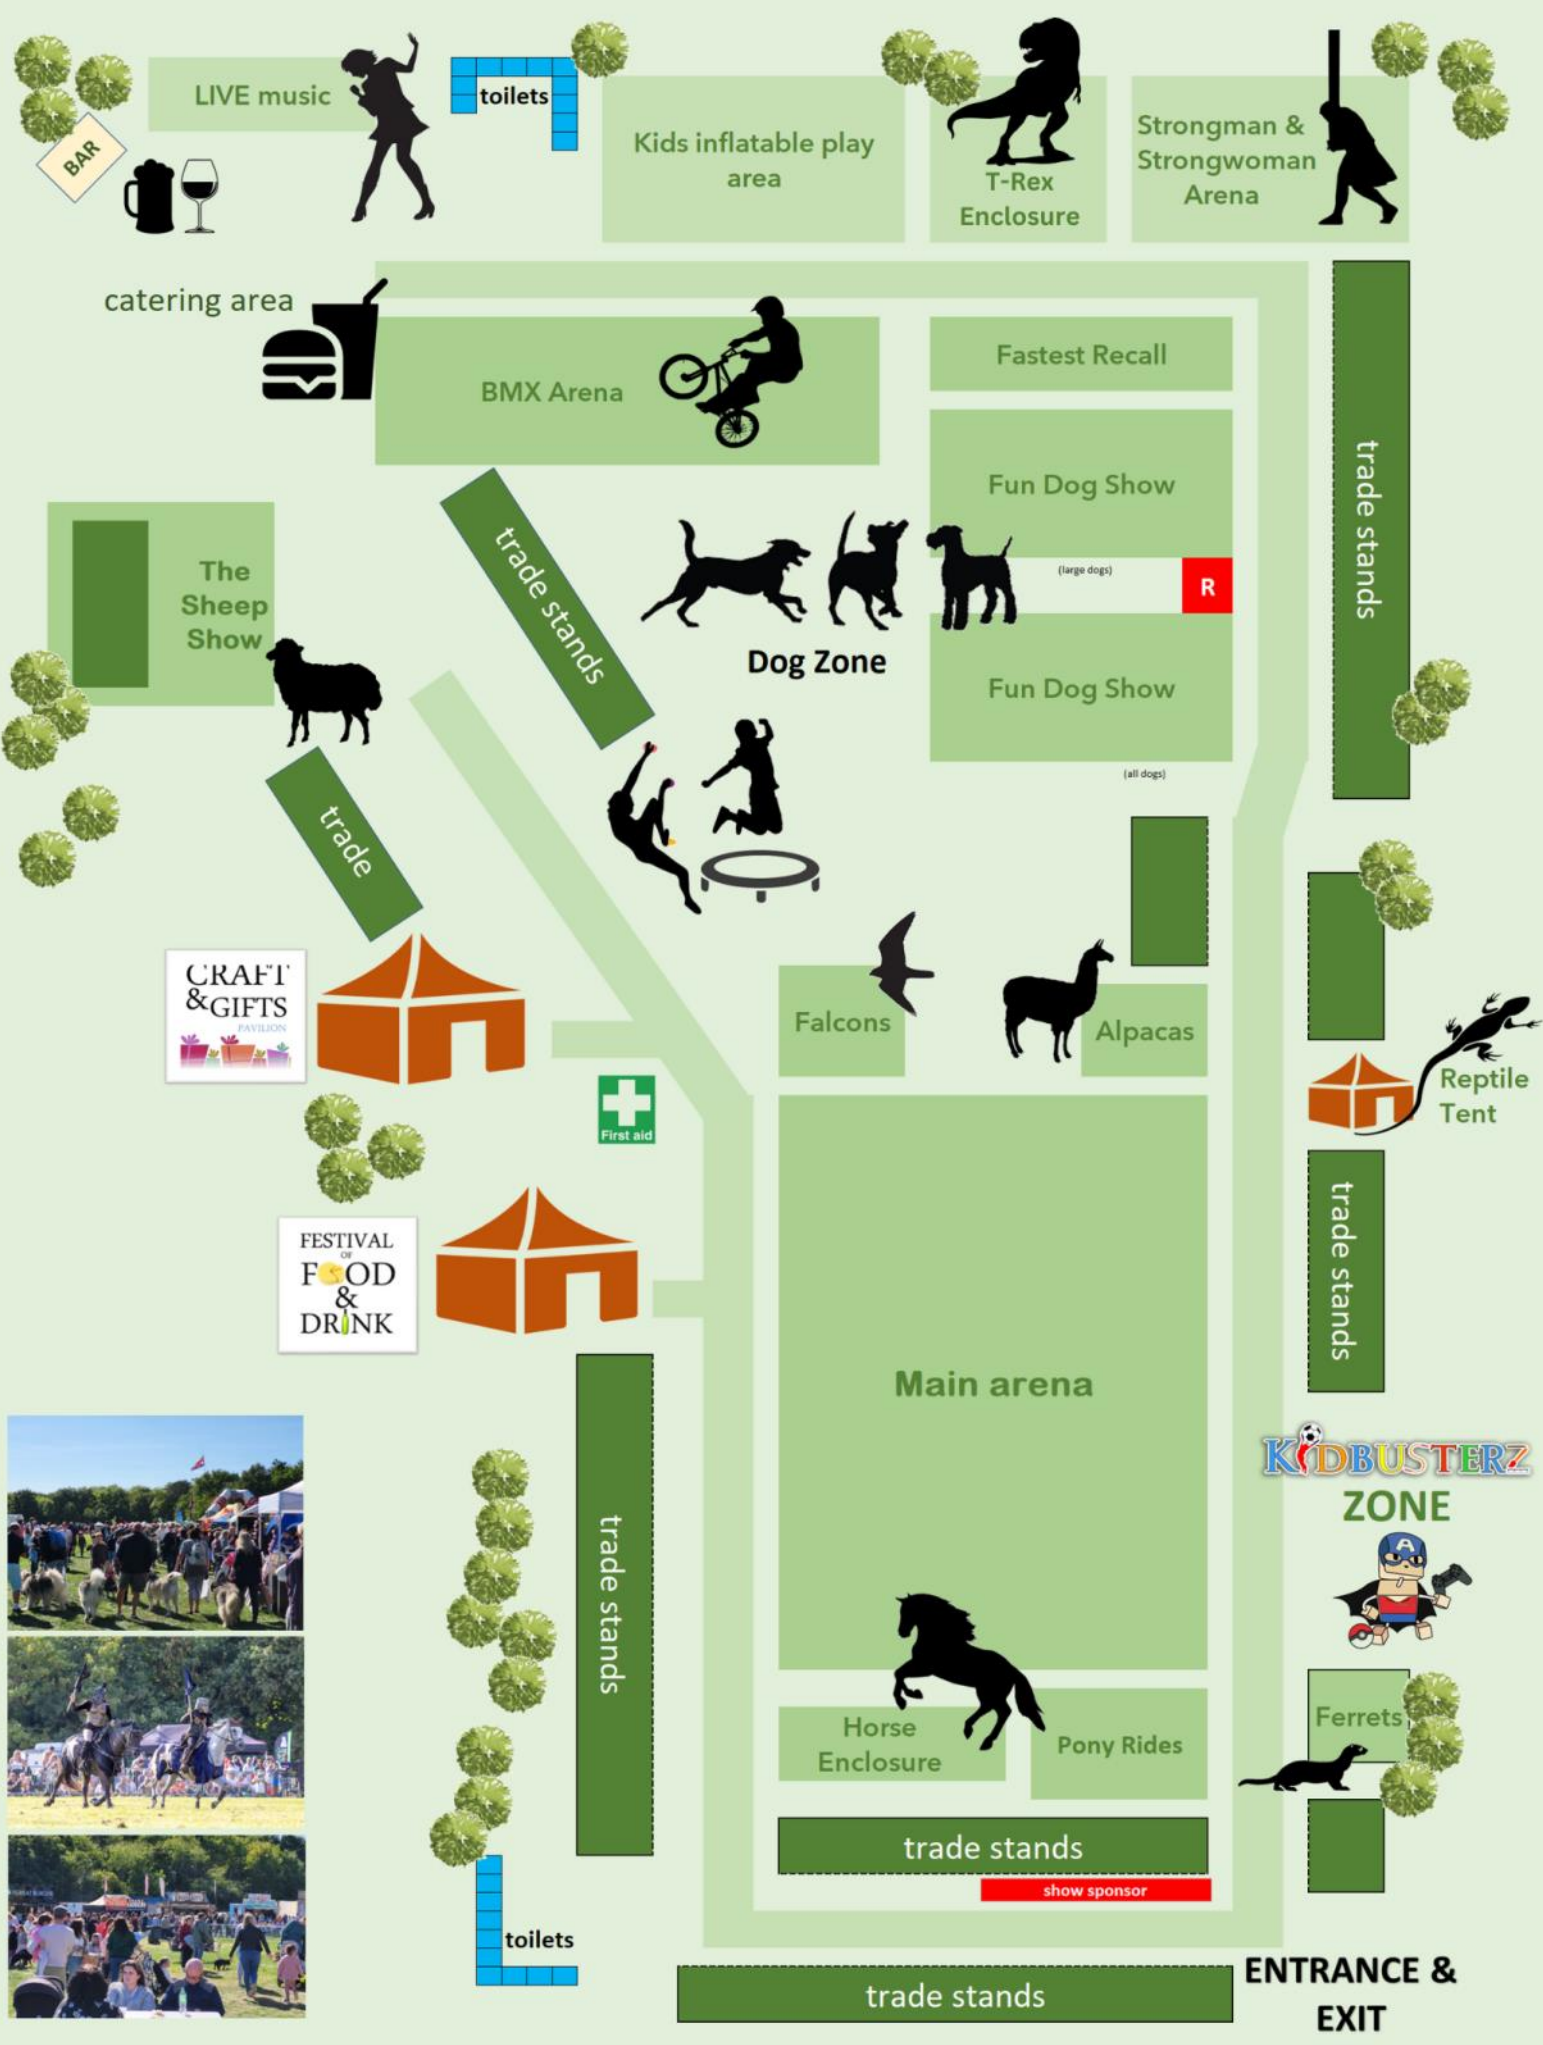 LIVE music
toilets
BAR
Kids inflatable play
area
T-Rex
Enclosure
Strongman &
Strongwoman
Arena
catering area
BMX Arena
Fastest Recall
Fun Dog Show
(large dogs)
R
trade stands
The
Sheep
Show
trade stands
Dog Zone
Fun Dog Show
(all dogs)
trade
CRAFT
&GIFTS
PAVILION
Falcons
Alpacas
Reptile
Tent
First aid
trade stands
FESTIVAL
OF
FOOD
&
DRINK
Main arena
KIDBUSTERZ
ZONE
trade stands
Ferrets
Horse
Enclosure
Pony Rides
trade stands
show sponsor
toilets
trade stands
ENTRANCE &
EXIT